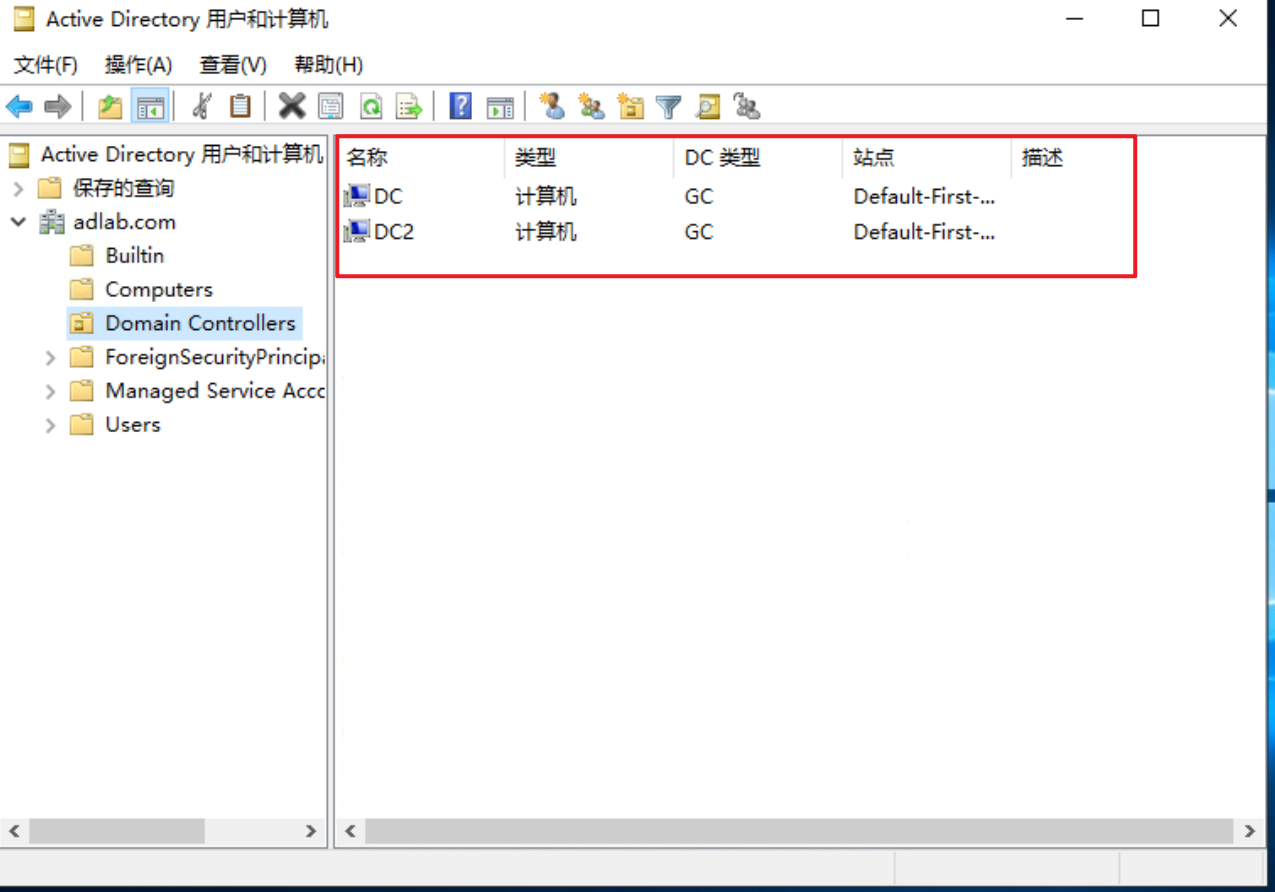 Active Directory 用户和计算机
文件(F) 操作(A) 查看(V) 帮助(H)
Active Directory 用户和计算机
保存的查询
adlab.com
Builtin
Computers
Domain Controllers
ForeignSecurityPrincipa
Managed Service Acco
Users
名称 类型 DC 类型 站点 描述
DC 计算机 GC Default-First-...
DC2 计算机 GC Default-First-...